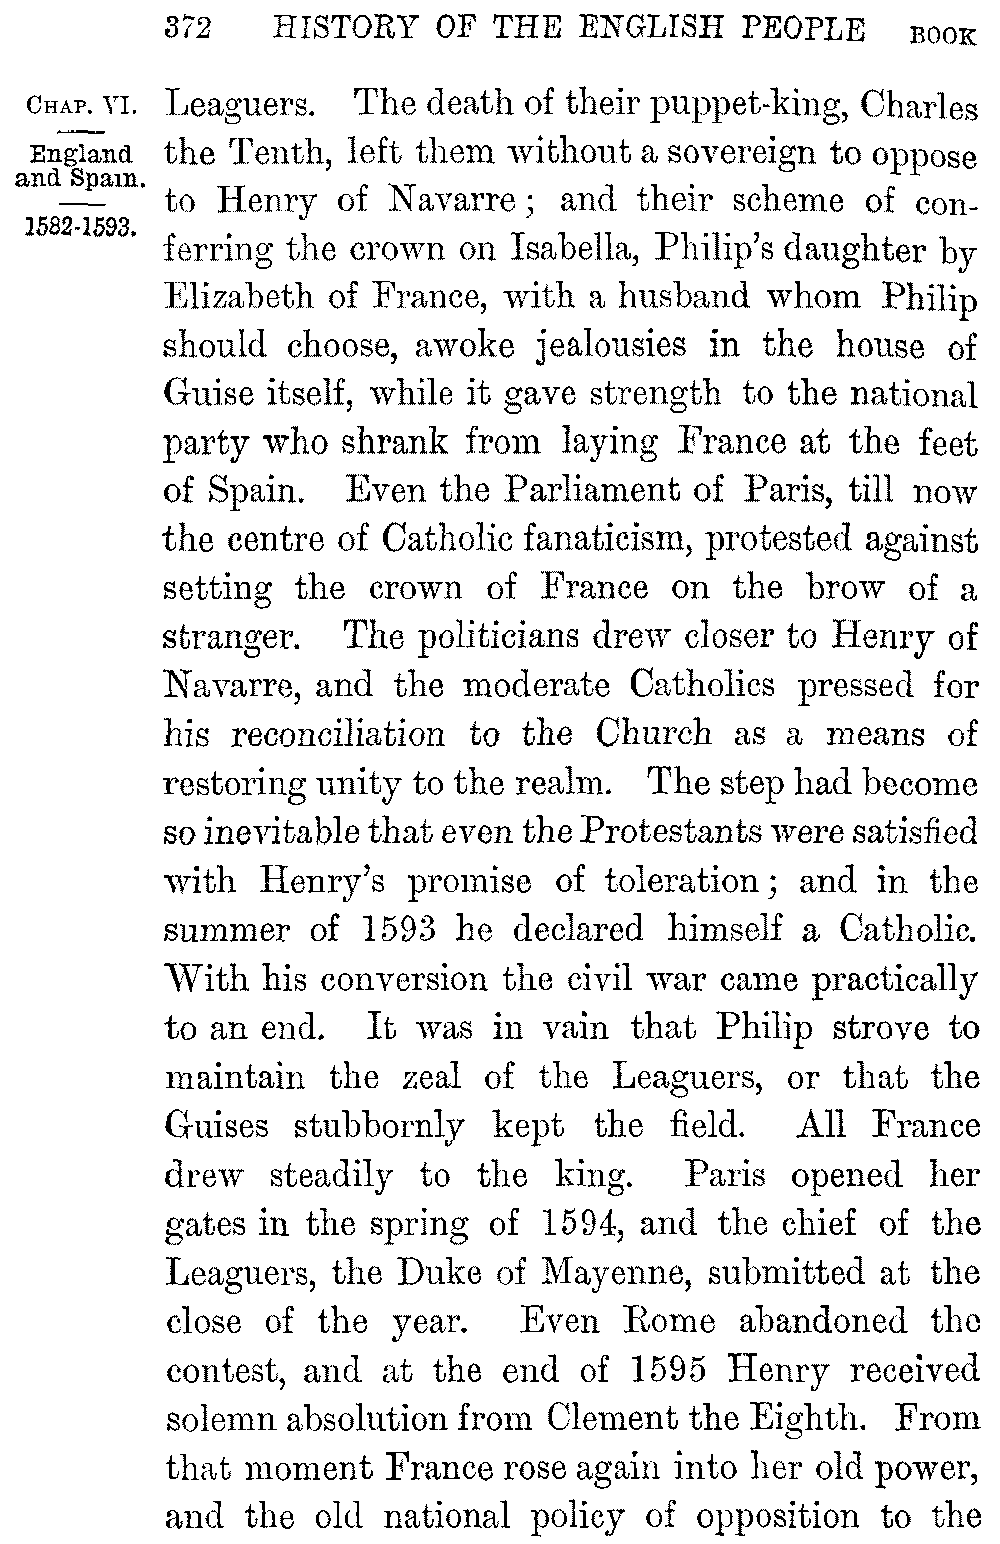 372 HISTORY OF THE ENGLISH PEOPLE BOOK
CHAP. VI.
England
and Spain.
1582-1593.
Leaguers. The death of their puppet-king, Charles
the Tenth, left them without a sovereign to oppose
to Henry of Navarre; and their scheme of con-
ferring the crown on Isabella, Philip's daughter by
Elizabeth of France, with a husband whom Philip
should choose, awoke jealousies in the house of
Guise itself, while it gave strength to the national
party who shrank from laying France at the feet
of Spain. Even the Parliament of Paris, till now
the centre of Catholic fanaticism, protested against
setting the crown of France on the brow of a
stranger. The politicians drew closer to Henry of
Navarre, and the moderate Catholics pressed for
his reconciliation to the Church as a means of
restoring unity to the realm. The step had become
so inevitable that even the Protestants were satisfied
with Henry's promise of toleration; and in the
summer of 1593 he declared himself a Catholic.
With his conversion the civil war came practically
to an end. It was in vain that Philip strove to
maintain the zeal of the Leaguers, or that the
Guises stubbornly kept the field. All France
drew steadily to the king. Paris opened her
gates in the spring of 1594, and the chief of the
Leaguers, the Duke of Mayenne, submitted at the
close of the year. Even Rome abandoned the
contest, and at the end of 1595 Henry received
solemn absolution from Clement the Eighth. From
that moment France rose again into her old power,
and the old national policy of opposition to the